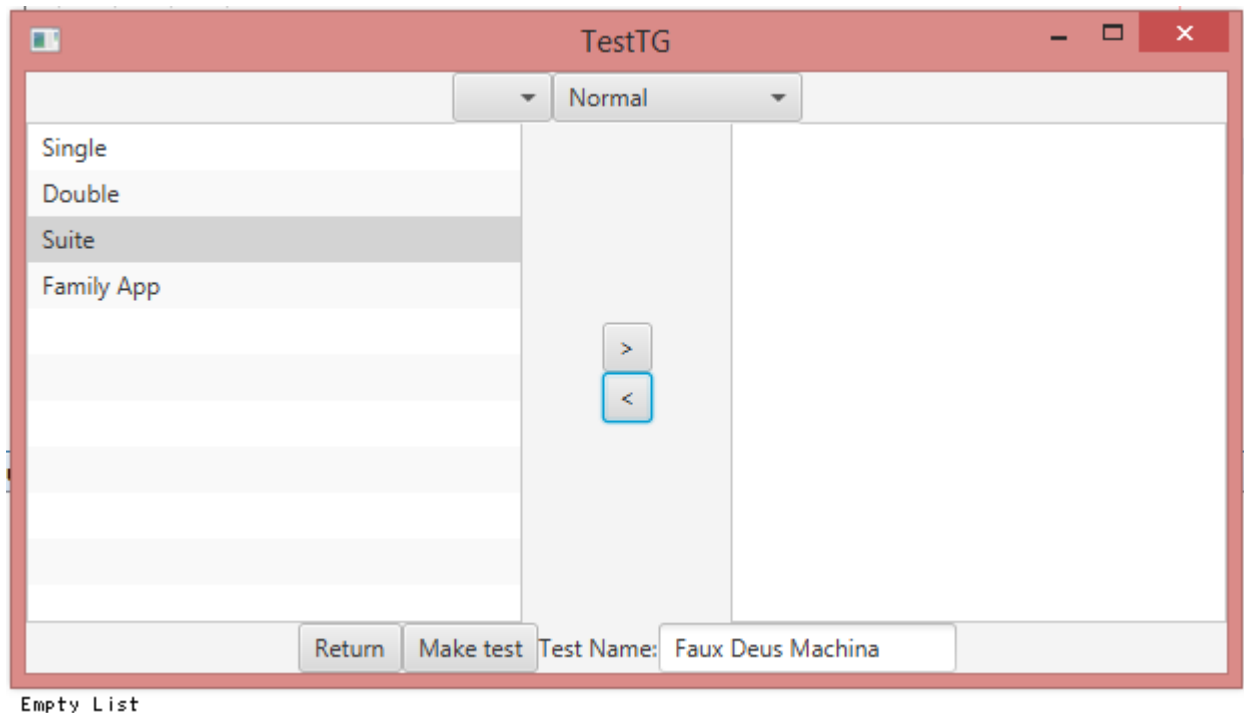 TestTG
Normal
Single
Double
Suite
Family App
>
<
Return Make test Test Name: Faux Deus Machina
Empty List